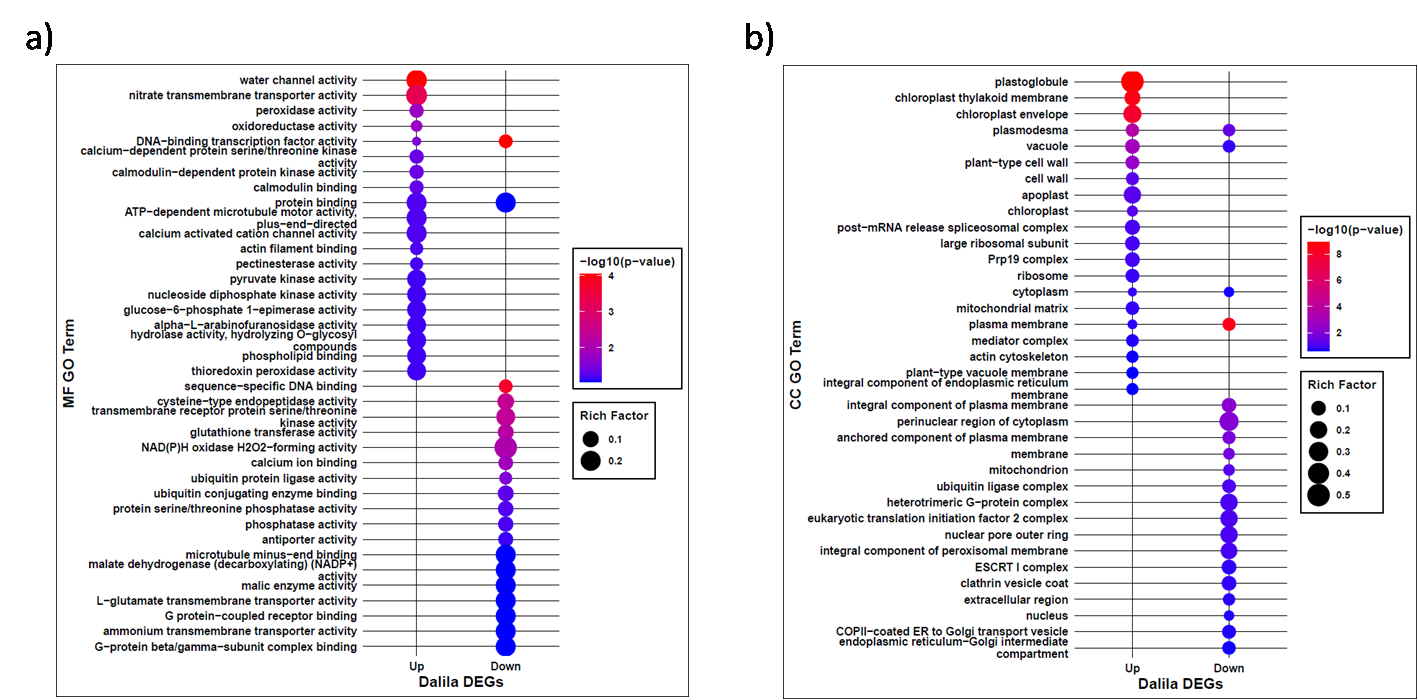 a)
water channel activity
nitrate transmembrane transporter activity
peroxidase activity
oxidoreductase activity
DNA−binding transcription factor activity
calcium−dependent protein serine/threonine kinase
activity
calmodulin−dependent protein kinase activity
calmodulin binding
protein binding
ATP−dependent microtubule motor activity,
plus−end−directed
calcium activated cation channel activity
actin filament binding
pectinesterase activity
pyruvate kinase activity
nucleoside diphosphate kinase activity
glucose−6−phosphate 1−epimerase activity
alpha−L−arabinofuranosidase activity
hydrolase activity, hydrolyzing O−glycosyl
compounds
phospholipid binding
thioredoxin peroxidase activity
sequence−specific DNA binding
cysteine−type endopeptidase activity
transmembrane receptor protein serine/threonine
kinase activity
glutathione transferase activity
NAD(P)H oxidase H2O2−forming activity
calcium ion binding
ubiquitin protein ligase activity
ubiquitin conjugating enzyme binding
protein serine/threonine phosphatase activity
phosphatase activity
antiporter activity
microtubule minus−end binding
malate dehydrogenase (decarboxylating) (NADP+)
activity
malic enzyme activity
L−glutamate transmembrane transporter activity
G protein−coupled receptor binding
ammonium transmembrane transporter activity
G−protein beta/gamma−subunit complex binding
MF GO Term
Up
Down
Dalila DEGs
−log10(p−value)
4
3
2
Rich Factor
0.1
0.2
b)
plastoglobule
chloroplast thylakoid membrane
chloroplast envelope
plasmodesma
vacuole
plant−type cell wall
cell wall
apoplast
chloroplast
post−mRNA release spliceosomal complex
large ribosomal subunit
Prp19 complex
ribosome
cytoplasm
mitochondrial matrix
plasma membrane
mediator complex
actin cytoskeleton
plant−type vacuole membrane
integral component of endoplasmic reticulum
membrane
integral component of plasma membrane
perinuclear region of cytoplasm
anchored component of plasma membrane
membrane
mitochondrion
ubiquitin ligase complex
heterotrimeric G−protein complex
eukaryotic translation initiation factor 2 complex
nuclear pore outer ring
integral component of peroxisomal membrane
ESCRT I complex
clathrin vesicle coat
extracellular region
nucleus
COPII−coated ER to Golgi transport vesicle
endoplasmic reticulum−Golgi intermediate
compartment
CC GO Term
Up
Down
Dalila DEGs
−log10(p−value)
8
6
4
2
Rich Factor
0.1
0.2
0.3
0.4
0.5